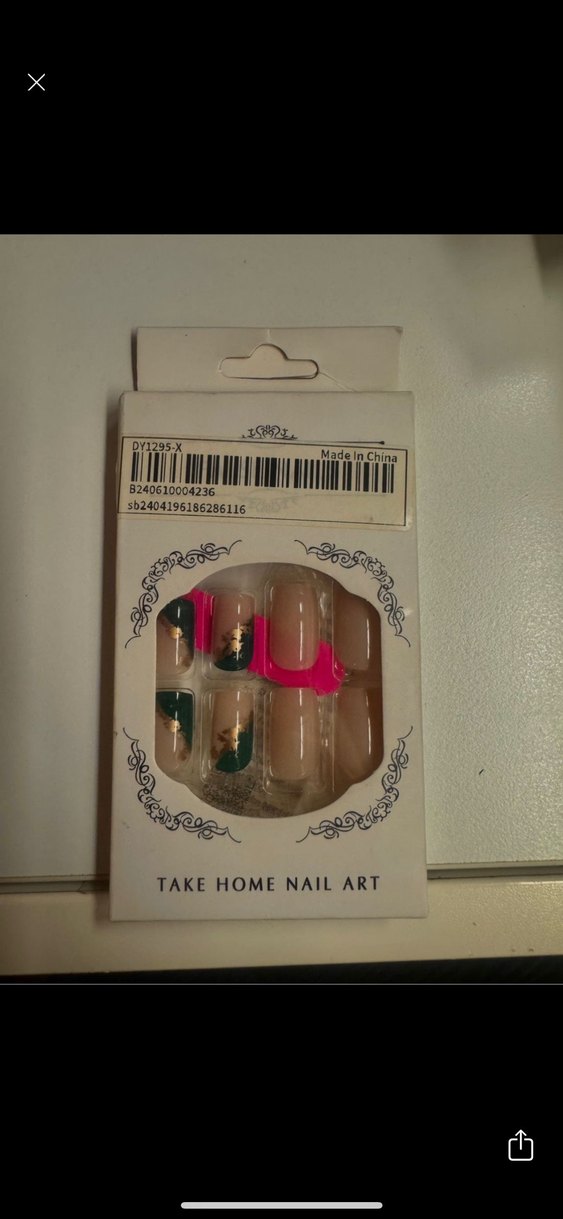 DY1295-X
Made In China
B240610004236
sb2404196186286116
TAKE HOME NAIL ART